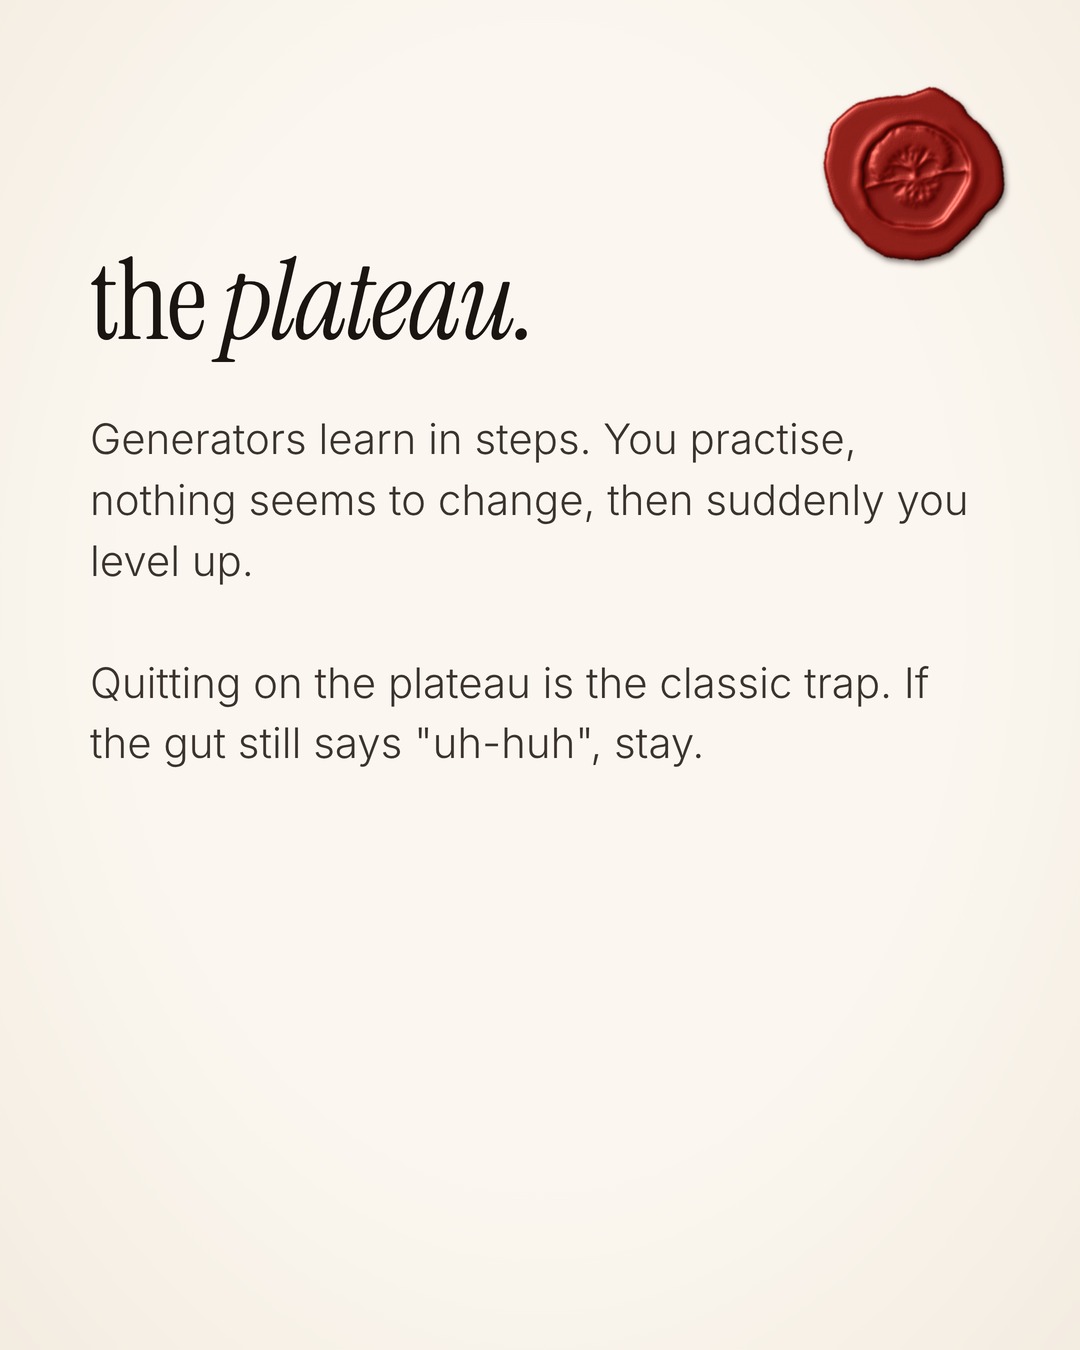 the plateau.
Generators learn in steps. You practise,
nothing seems to change, then suddenly you
level up.
Quitting on the plateau is the classic trap. If
the gut still says "uh-huh", stay.